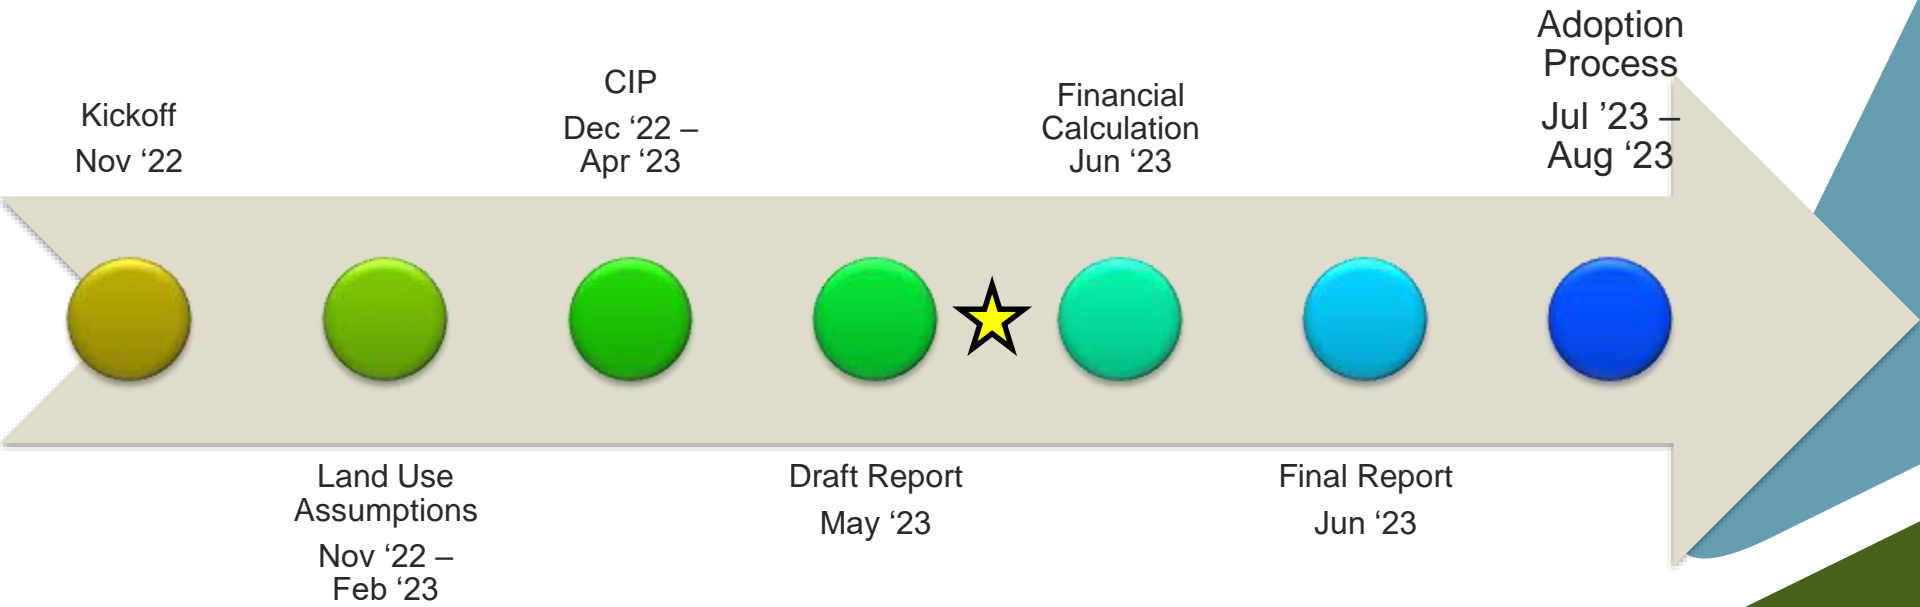 Kickoff
Nov ‘22
Land Use
Assumptions
Nov ‘22 –
Feb ‘23
CIP
Dec ‘22 –
Apr ‘23
Draft Report
May ‘23
Financial
Calculation
Jun ‘23
Final Report
Jun ‘23
Adoption
Process
Jul ’23 –
Aug ‘23